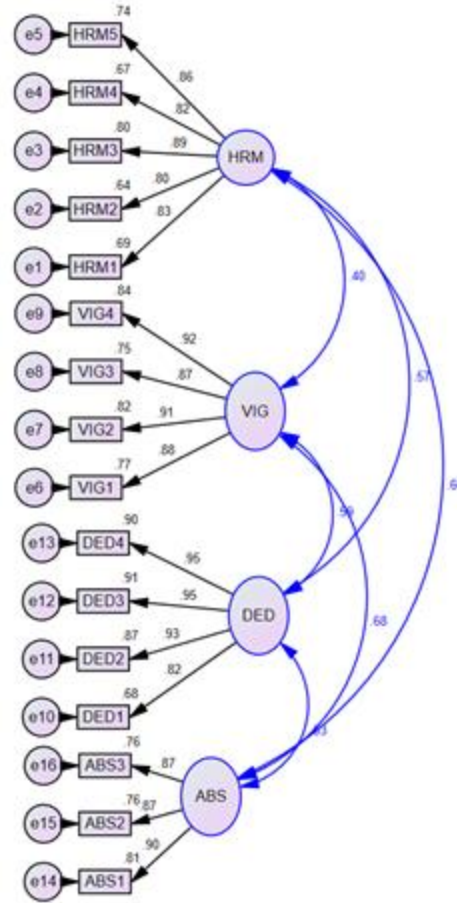 .74
e5 HRM5
.86
.67
e4 HRM4
.82
.80
e3 HRM3
.89
HRM
.64
e2 HRM2
.80
.83
.69
e1 HRM1
.40
.84
e9 VIG4
.92
.75
e8 VIG3
.87
.57
.82
e7 VIG2
.91
VIG
.88
.77
e6 VIG1
.90
e13 DED4
.95
.91
e12 DED3
.95
DED
.87
e11 DED2
.93
.82
.68
.68
e10 DED1
.76
e16 ABS3
.87
ABS
.76
.87
e15 ABS2
.90
.81
e14 ABS1